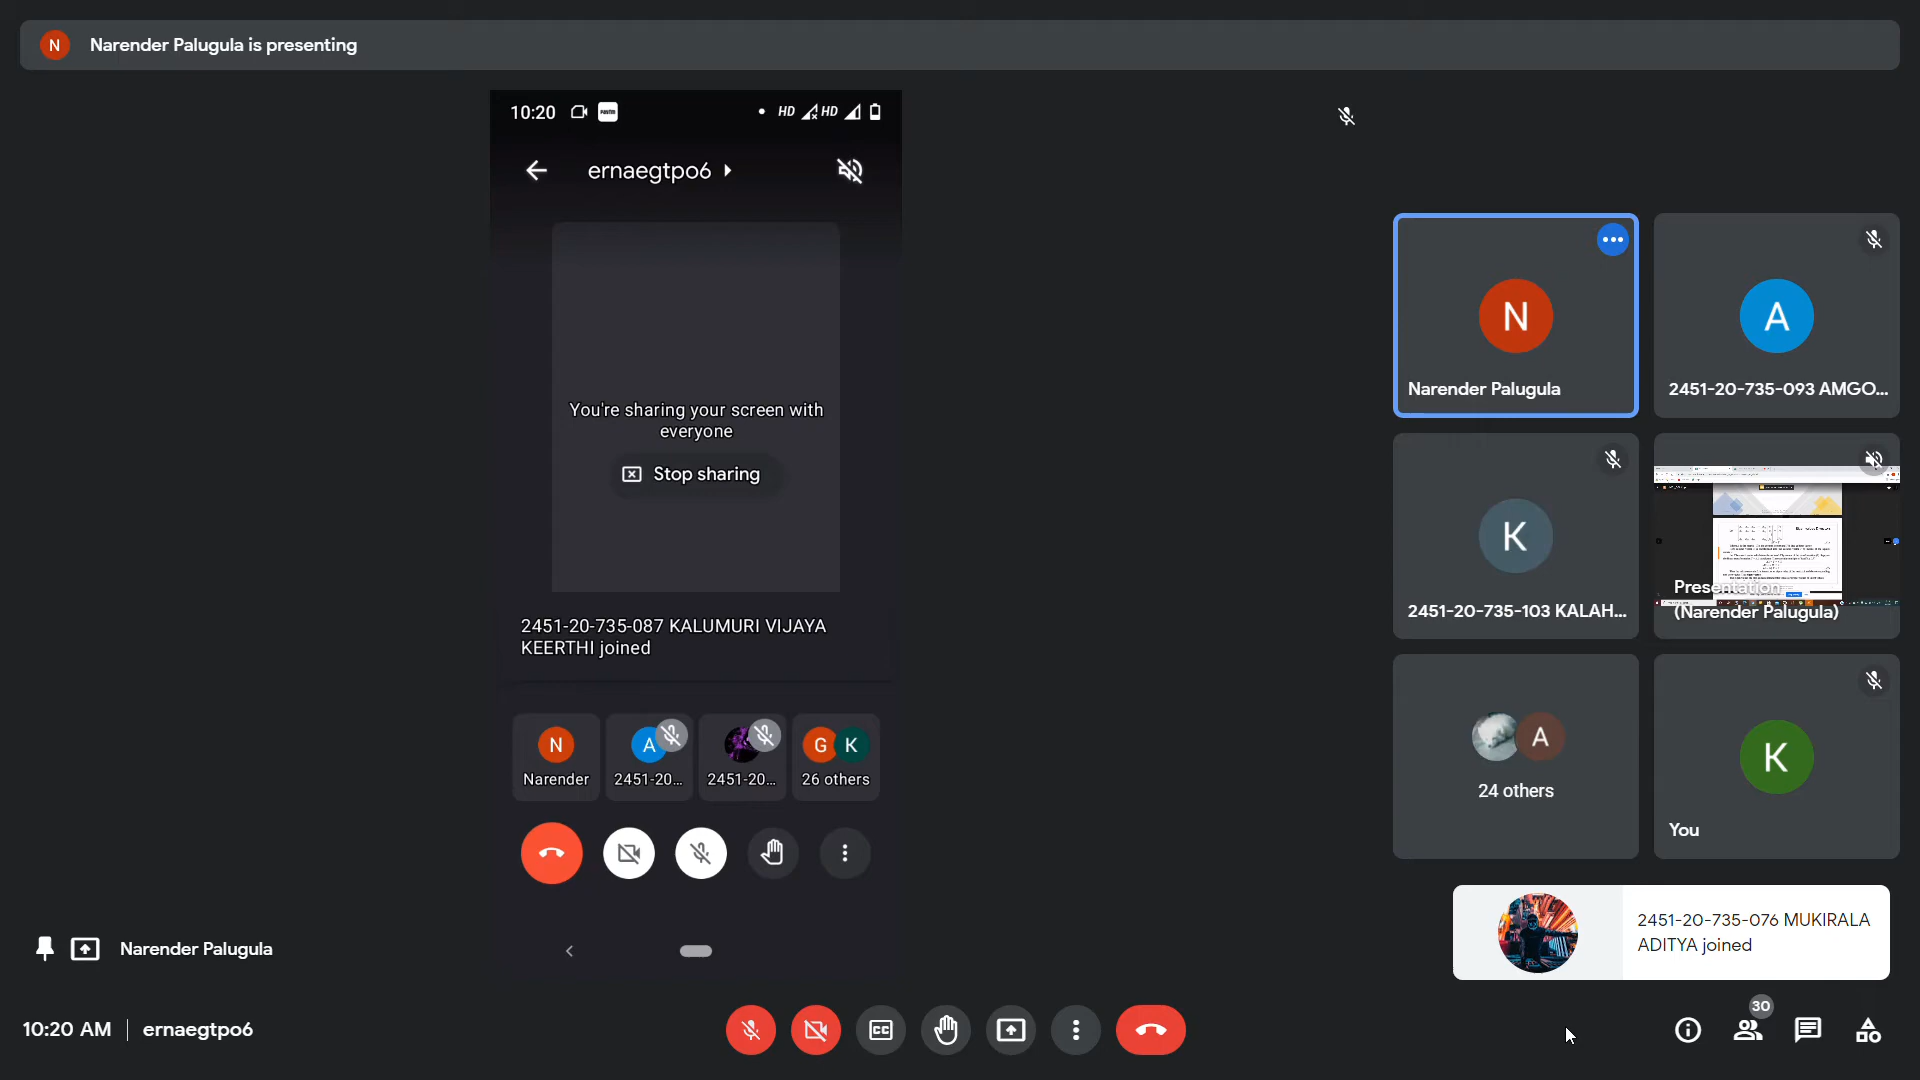 N Narender Palugula is presenting
10:20 HD HD
ernaegtpo6
You're sharing your screen with
everyone
Stop sharing
2451-20-735-087 KALUMURI VIJAYA
KEERTHI joined
N A G K
Narender 2451-20... 2451-20... 26 others
N
Narender Palugula
A
2451-20-735-093 AMGO...
K
2451-20-735-103 KALAH...
Presentation
(Narender Palugula)
A
24 others
K
You
2451-20-735-076 MUKIRALA
ADITYA joined
Narender Palugula
10:20 AM ernaegtpo6
CC
30